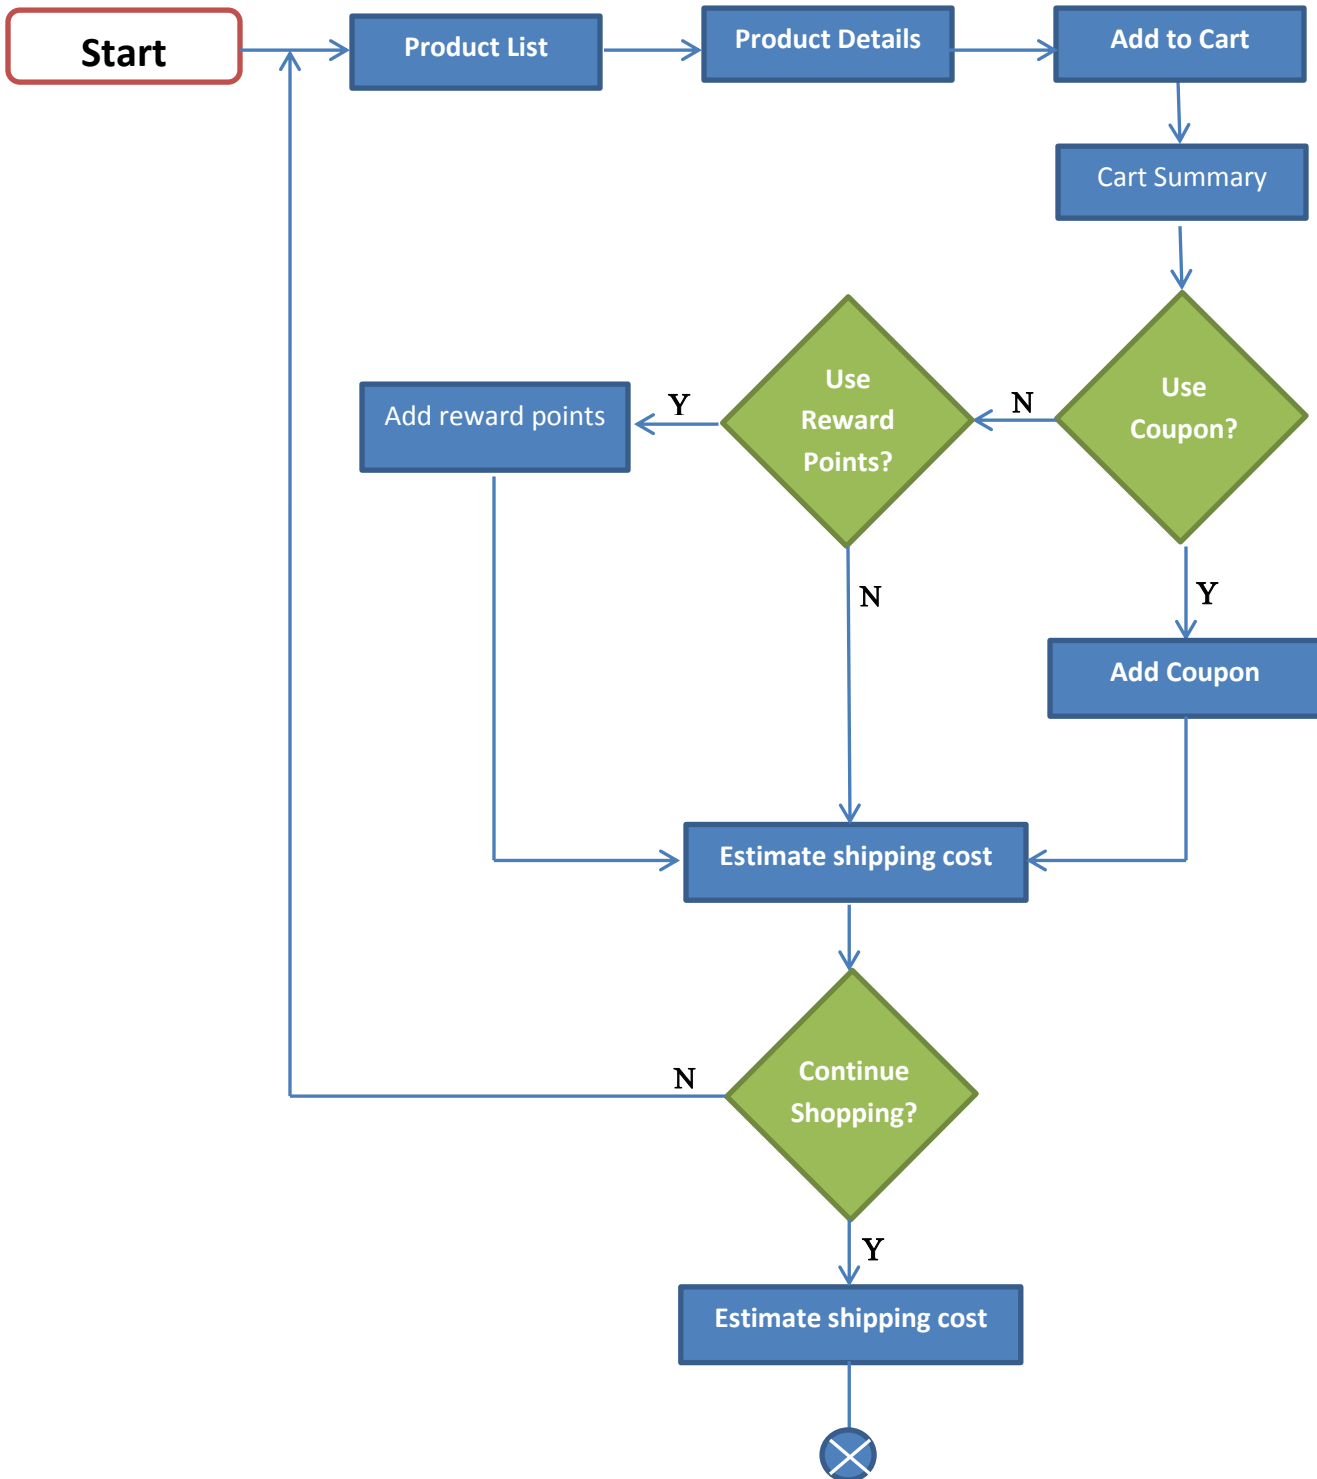 Start
Product List
Product Details
Add to Cart
Cart Summary
Use
Coupon?
N
Use
Reward
Points?
Y
Add reward points
N
Y
Add Coupon
Estimate shipping cost
Continue
Shopping?
N
Y
Estimate shipping cost